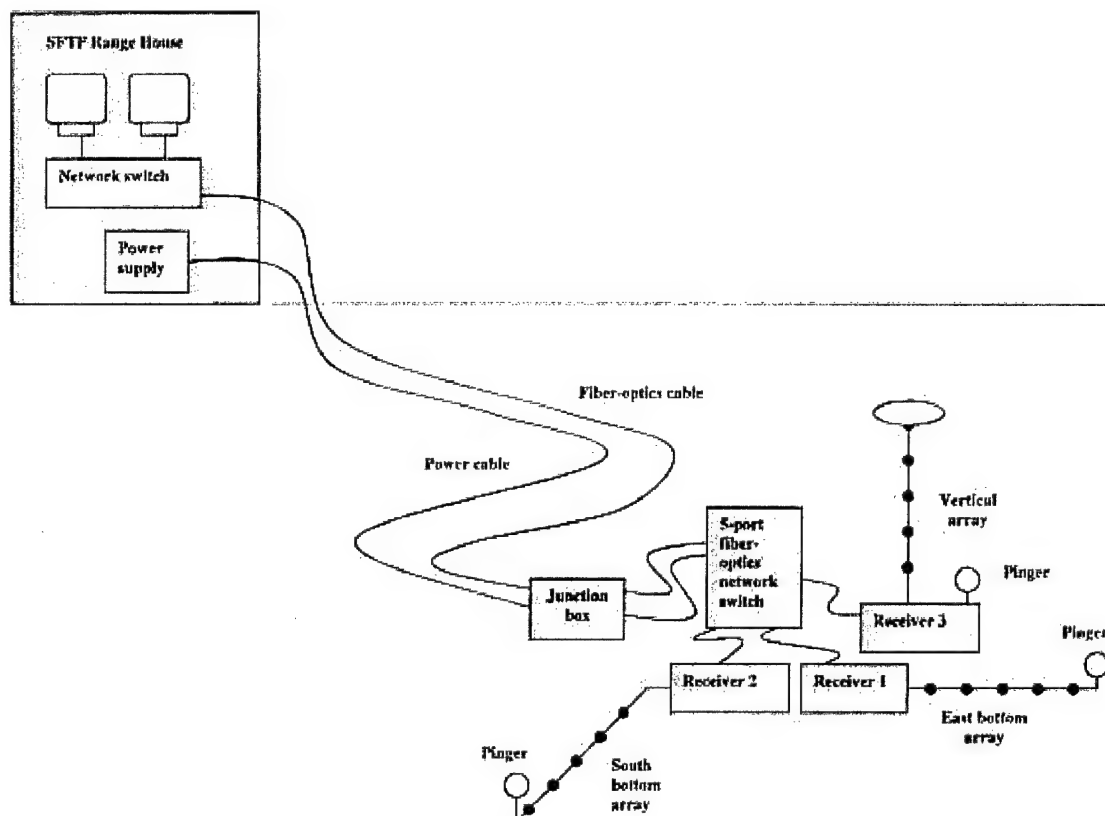 SFTF Range House
Network switch
Power
supply
Fiber-optics cable
Power cable
Vertical
array
5-port
fiber-
optics
network
switch
Pinger
Junction
box
Receiver 3
Pinger
Receiver 2
Receiver 1
East bottom
array
Pinger
South
bottom
array